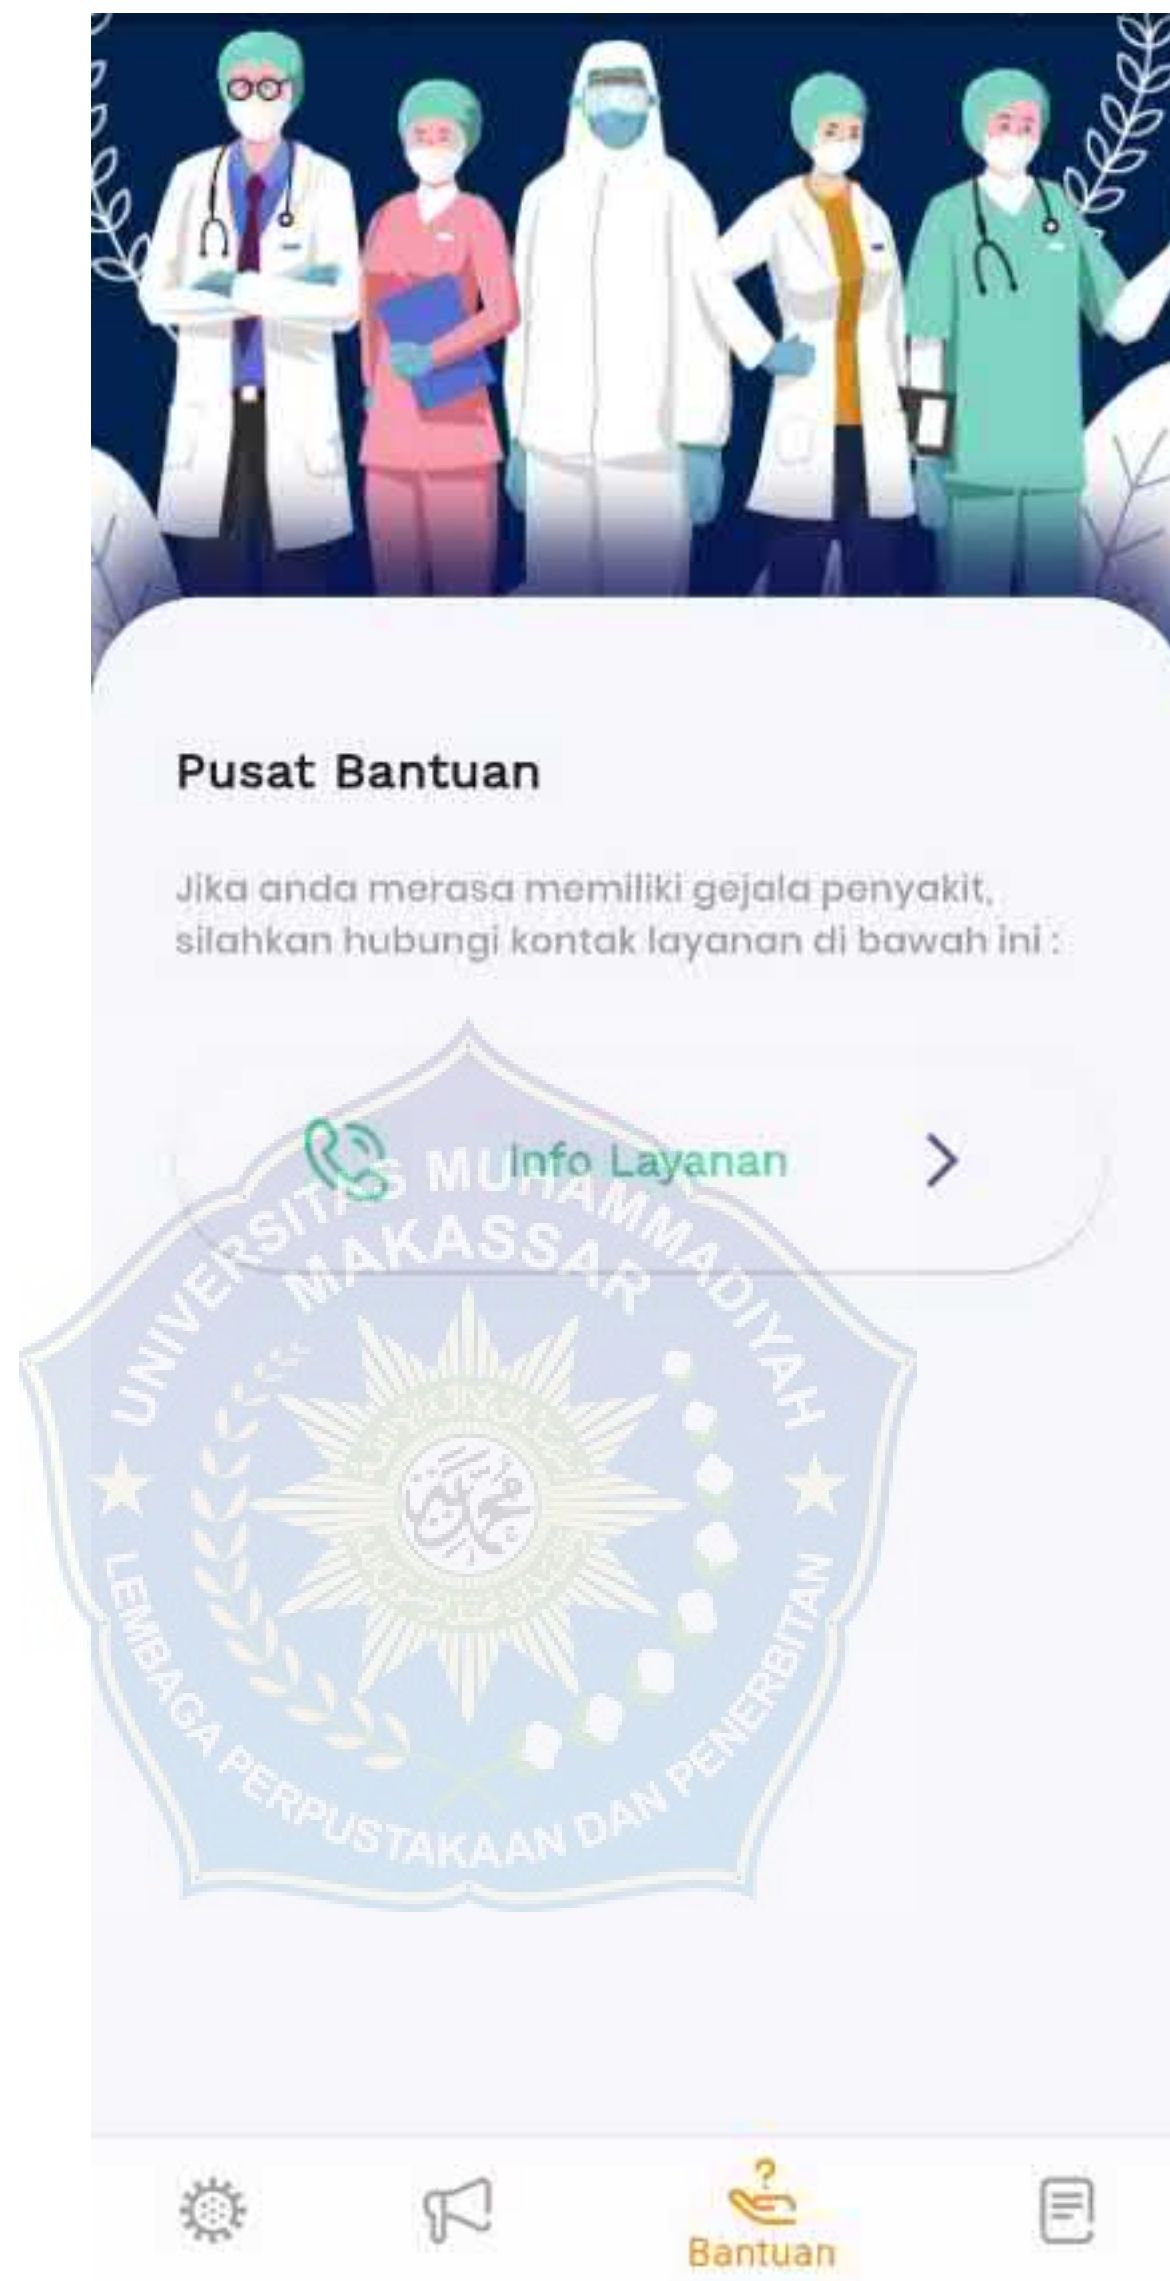 Pusat Bantuan
Jika anda merasa memiliki gejala penyakit,
silahkan hubungi kontak layanan di bawah ini :
Info Layanan
UNIVERSITAS MUHAMMADIYAH
MAKASSAR
LEMBAGA PERPUSTAKAAN DAN PENERBITAN
?
Bantuan